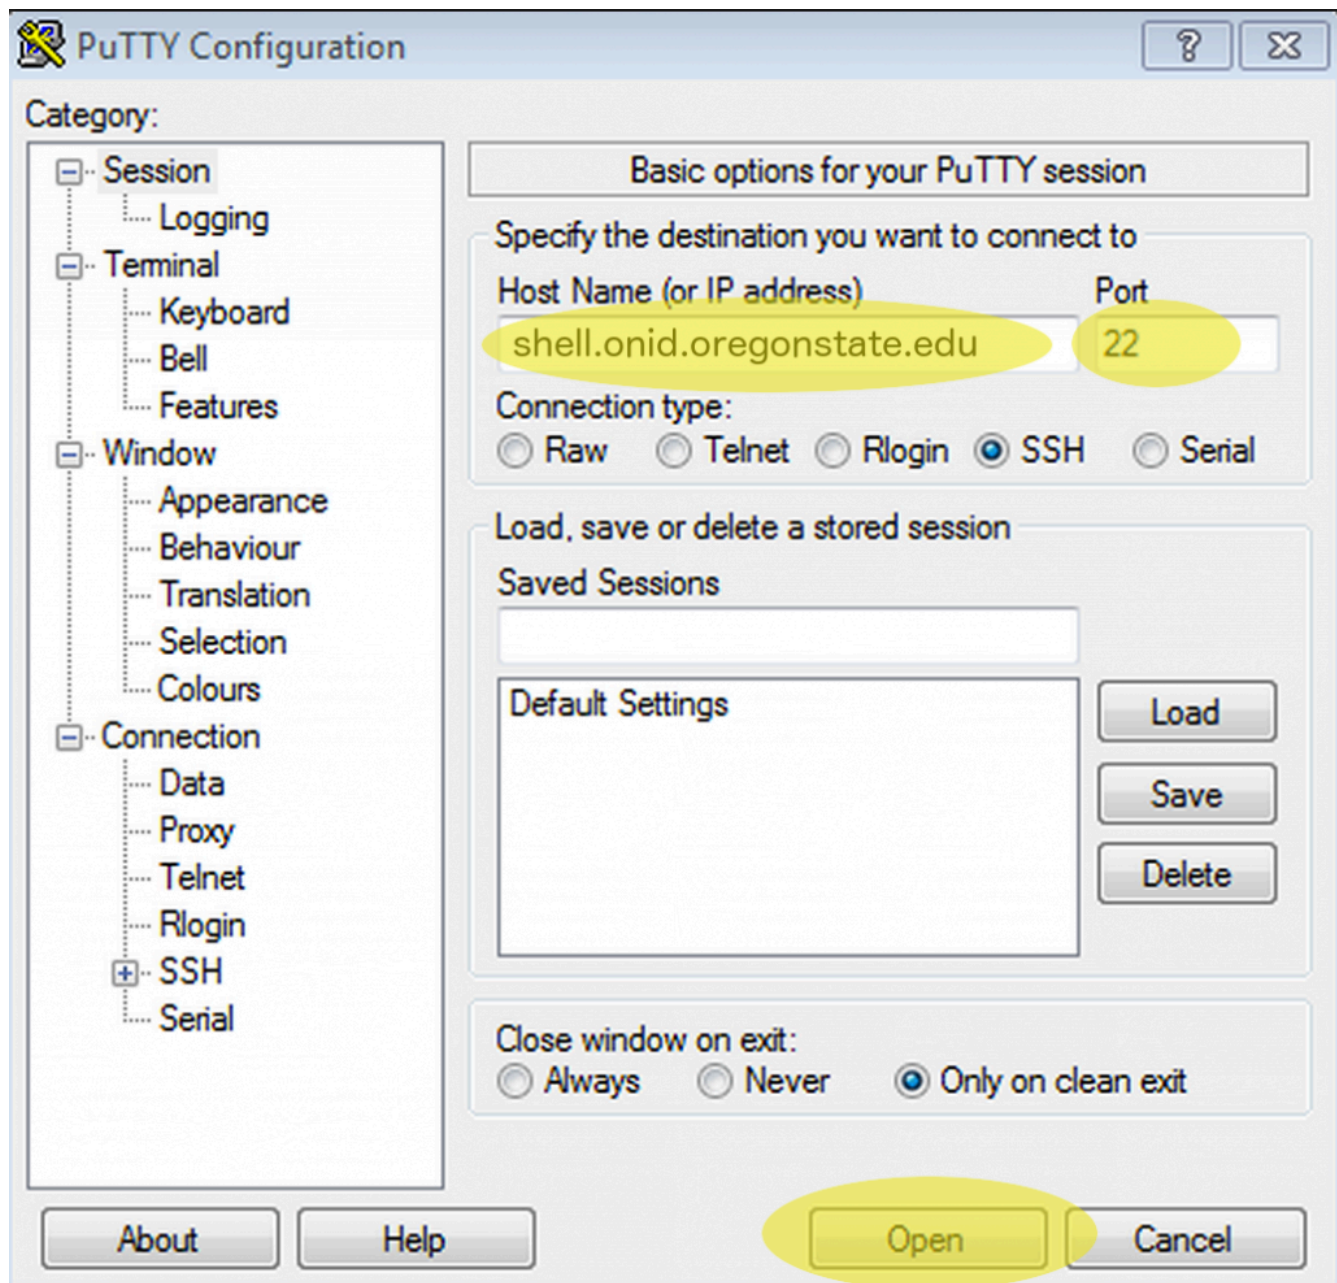 PuTTY Configuration
Category:
Session
Logging
Terminal
Keyboard
Bell
Features
Window
Appearance
Behaviour
Translation
Selection
Colours
Connection
Data
Proxy
Telnet
Rlogin
SSH
Serial
Basic options for your PuTTY session
Specify the destination you want to connect to
Host Name (or IP address) Port
shell.onid.oregonstate.edu 22
Connection type:
Raw Telnet Rlogin SSH Serial
Load, save or delete a stored session
Saved Sessions
Default Settings
Load
Save
Delete
Close window on exit:
Always Never Only on clean exit
About Help Open Cancel